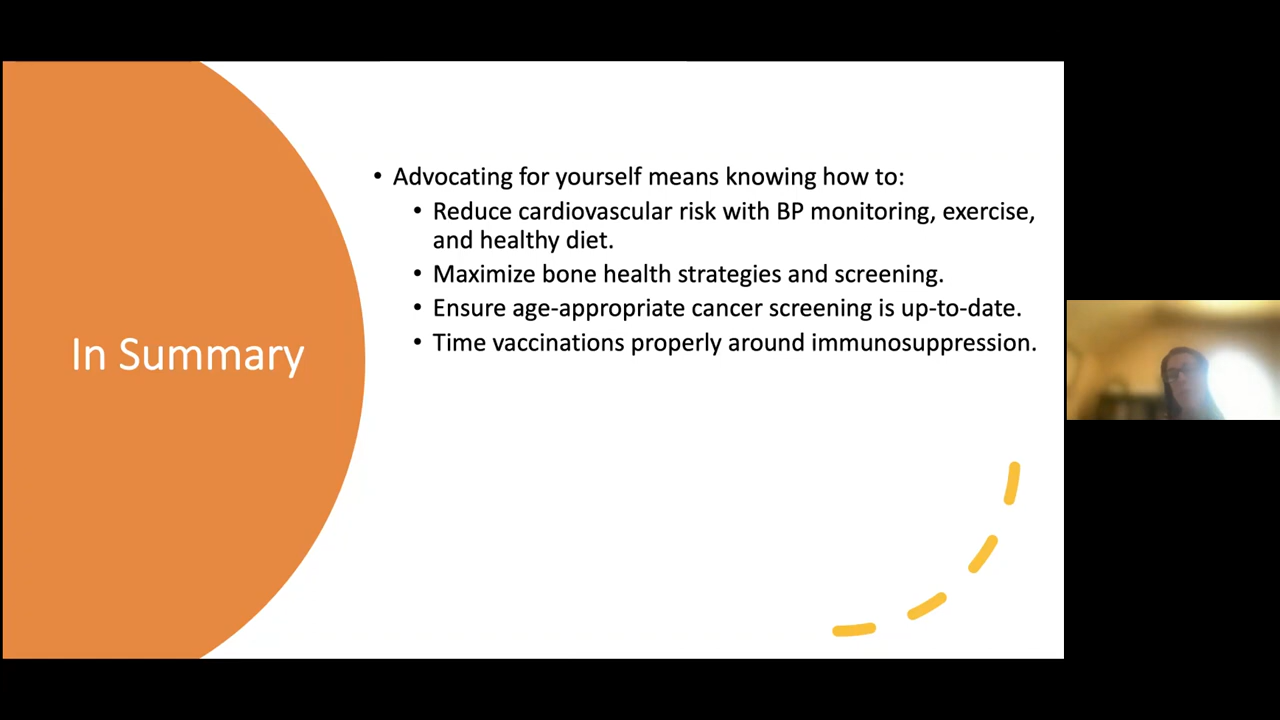 In Summary
• Advocating for yourself means knowing how to:
• Reduce cardiovascular risk with BP monitoring, exercise,
and healthy diet.
• Maximize bone health strategies and screening.
• Ensure age-appropriate cancer screening is up-to-date.
• Time vaccinations properly around immunosuppression.